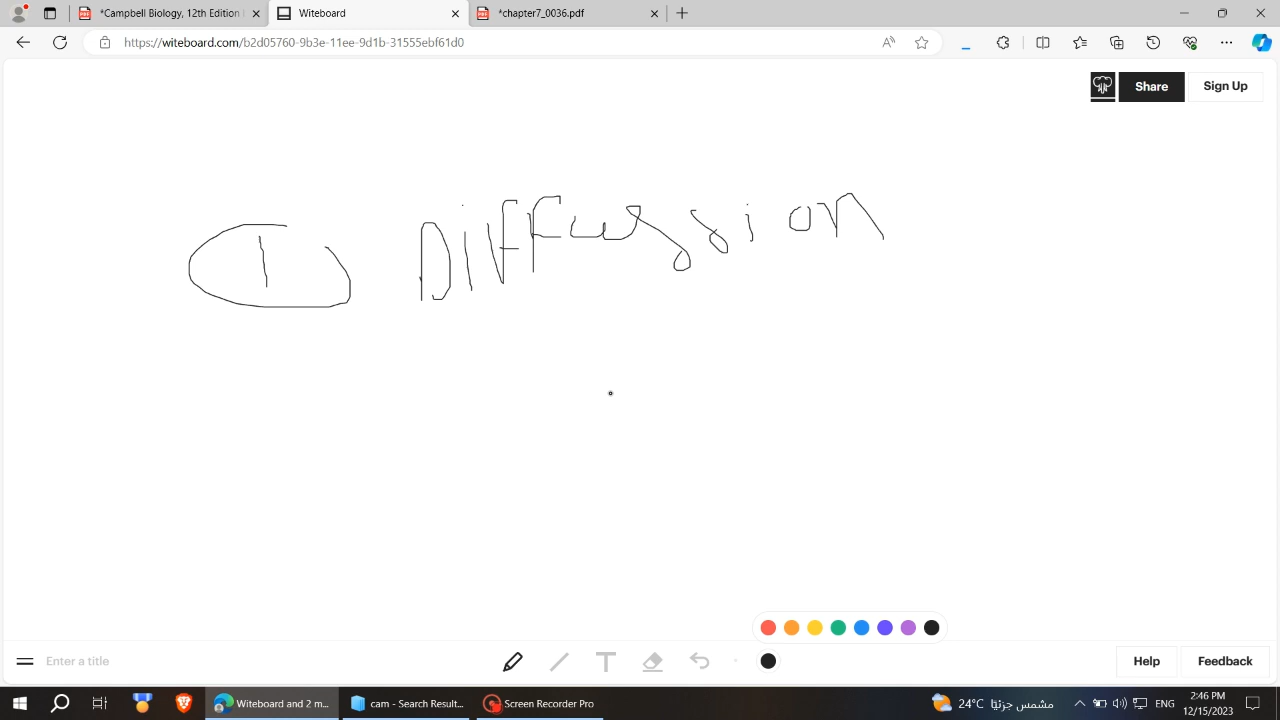 *Campbell Biology, 12th Edition
Witeboard
*chapter7_0036.pdf
https://witeboard.com/b2d05760-9b3e-11ee-9d1b-31555ebf61d0
Share
Sign Up
1 Diffussion
Enter a title
Help
Feedback
Witeboard and 2 m...
cam - Search Result...
Screen Recorder Pro
24°C مشمس جزئيًا
ENG
2:46 PM
12/15/2023